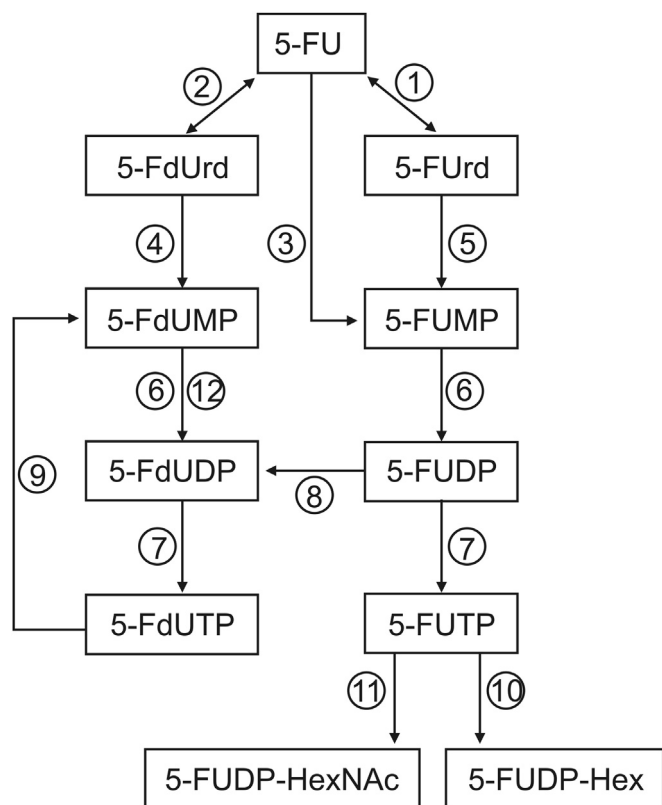 5-FU
② ①
5-FdUrd 5-FUrd
④ ③ ⑤
5-FdUMP 5-FUMP
⑥ ⑫ ⑥
⑨ 5-FdUDP ⑧ 5-FUDP
⑦ ⑦
5-FdUTP 5-FUTP
⑪ ⑩
5-FUDP-HexNAc 5-FUDP-Hex